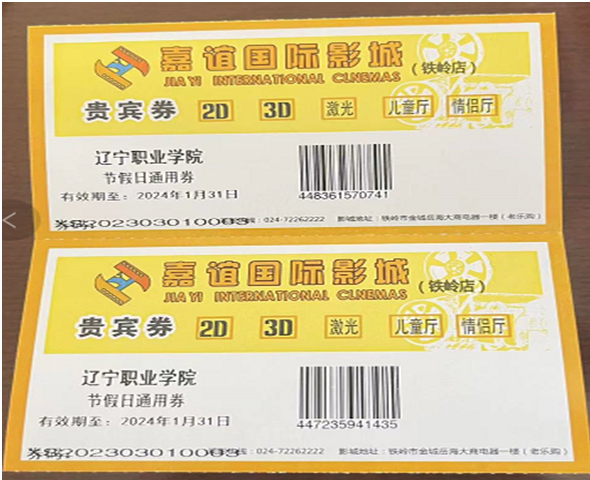 嘉谊国际影城
(铁岭店)
JIA YI INTERNATIONAL CLNEMAS
贵宾券 2D 3D 激光 儿童厅 情侣厅
辽宁职业学院
节假日通用券
有效期至:2024年1月31日
448361570741
:024-72262222 影城地址:铁岭市金城岳海大商电器一楼(老乐购)
嘉谊国际影城
(铁岭店)
JIA YI INTERNATIONAL CLNEMAS
贵宾券 2D 3D 激光 儿童厅 情侣厅
辽宁职业学院
节假日通用券
有效期至:2024年1月31日
447235941435
:024-72262222 影城地址:铁岭市金城岳海大商电器一楼(老乐购)